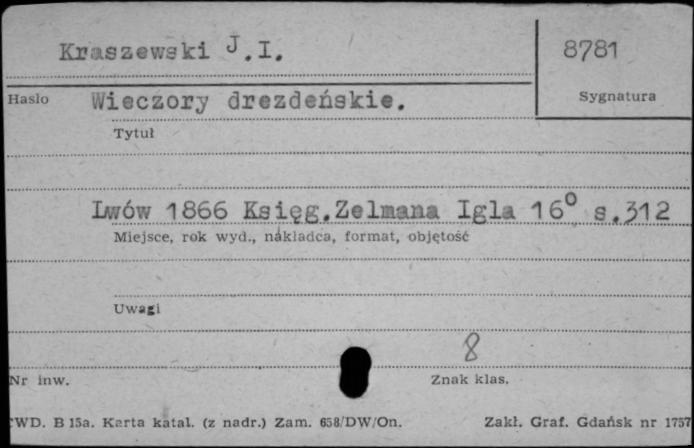 Kraszewski J.I.
8781
Hasło
Wieczory drezdeńskie.
Sygnatura
Tytuł
Lwów 1866 Księg.Zelmana Igla 16° s.312
Miejsce, rok wyd., nakładca, format, objętość
Uwagi
8
Nr inw.
Znak klas.
WD. B 15a. Karta katal. (z nadr.) Zam. 658/DW/On.
Zakł. Graf. Gdańsk nr 1757